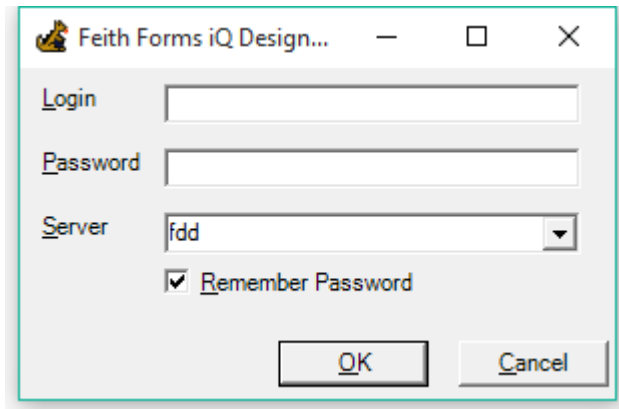 Feith Forms iQ Design...
Login
Password
Server fdd
Remember Password
OK Cancel